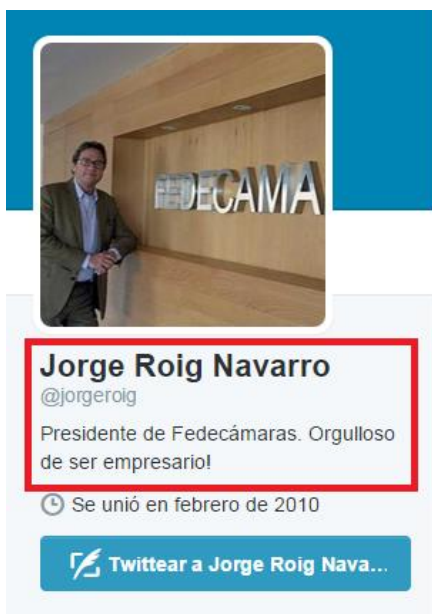 FEDECAMA
Jorge Roig Navarro
@jorgeroig
Presidente de Fedecámaras. Orgulloso
de ser empresario!
Se unió en febrero de 2010
Twittear a Jorge Roig Nava...